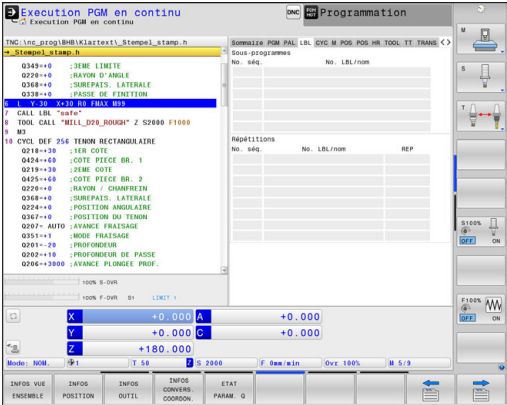 Execution PGM en continu
Execution PGM en continu
DNC
Programmation
TNC:\nc_prog\BHB\Klartext\_Stempel_stamp.h
→_Stempel_stamp.h
Q349=+0 ;3EME LIMITE
Q220=+0 ;RAYON D'ANGLE
Q368=+0 ;SUREPAIS. LATERALE
Q338=+0 ;PASSE DE FINITION
6 L Y-30 X+30 R0 FMAX M99
7 CALL LBL "safe"
8 TOOL CALL "MILL_D20_ROUGH" Z S2000 F1000
9 M3
10 CYCL DEF 256 TENON RECTANGULAIRE
Q218=+30 ;1ER COTE
Q424=+60 ;COTE PIECE BR. 1
Q219=+30 ;2EME COTE
Q425=+60 ;COTE PIECE BR. 2
Q220=+0 ;RAYON / CHANFREIN
Q368=+0 ;SUREPAIS. LATERALE
Q224=+0 ;POSITION ANGULAIRE
Q367=+0 ;POSITION DU TENON
Q207= AUTO ;AVANCE FRAISAGE
Q351=+1 ;MODE FRAISAGE
Q201=-20 ;PROFONDEUR
Q202=+10 ;PROFONDEUR DE PASSE
Q206=+3000 ;AVANCE PLONGEE PROF.
Sommaire PGM PAL LBL CYC M POS POS HR TOOL TT TRANS
Sous-programmes
No. séq. No. LBL/nom
Répétitions
No. séq. No. LBL/nom REP
100% S-OVR
100% F-OVR S1 LIMIT 1
X +0.000 A +0.000
Y +0.000 C +0.000
Z +180.000
Mode: NOM. 1 T 50 Z S 2000 F 0mm/min Ovr 100% M 5/9
M
S
T
S100%
OFF ON
F100%
OFF ON
INFOS VUE ENSEMBLE
INFOS POSITION
INFOS OUTIL
INFOS CONVERS. COORDON.
ETAT PARAM. Q